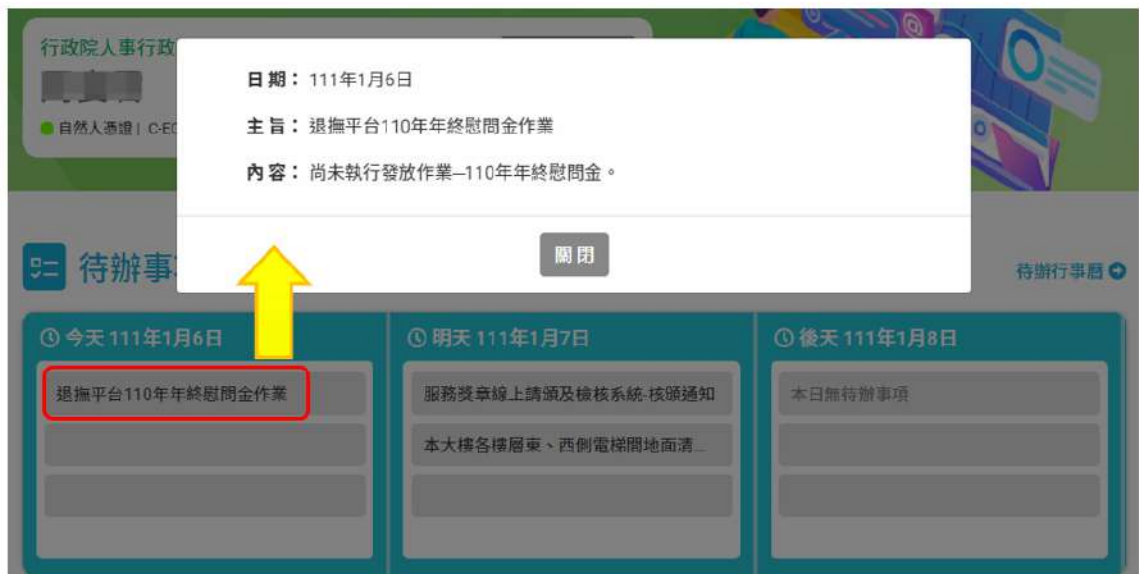 行政院人事行政
自然人憑證 | C-EC
日期：111年1月6日
主旨：退撫平台110年年終慰問金作業
內容：尚未執行發放作業—110年年終慰問金。
關閉
待辦事
待辦行事曆
今天 111年1月6日
明天 111年1月7日
後天 111年1月8日
退撫平台110年年終慰問金作業
服務獎章線上請頒及檢核系統-核頒通知
本日無待辦事項
本大樓各樓層東、西側電梯間地面清...